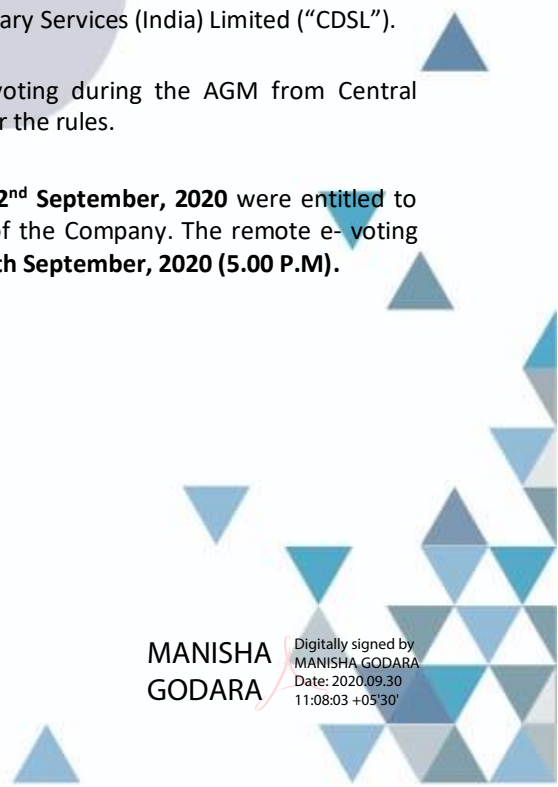 ary Services (India) Limited (“CDSL”).
voting during the AGM from Central
r the rules.
2nd September, 2020 were entitled to
of the Company. The remote e- voting
th September, 2020 (5.00 P.M).
MANISHA
GODARA
Digitally signed by
MANISHA GODARA
Date: 2020.09.30
11:08:03 +05'30'